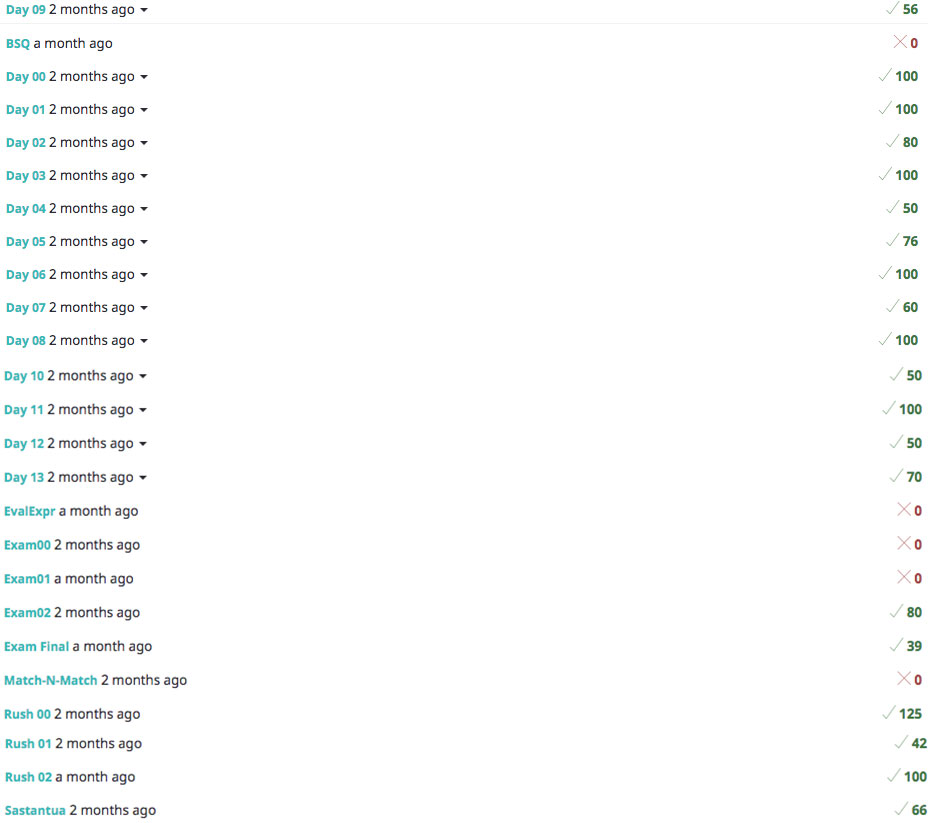 Day 09 2 months ago 56
BSQ a month ago 0
Day 00 2 months ago 100
Day 01 2 months ago 100
Day 02 2 months ago 80
Day 03 2 months ago 100
Day 04 2 months ago 50
Day 05 2 months ago 76
Day 06 2 months ago 100
Day 07 2 months ago 60
Day 08 2 months ago 100
Day 10 2 months ago 50
Day 11 2 months ago 100
Day 12 2 months ago 50
Day 13 2 months ago 70
EvalExpr a month ago 0
Exam00 2 months ago 0
Exam01 a month ago 0
Exam02 2 months ago 80
Exam Final a month ago 39
Match-N-Match 2 months ago 0
Rush 00 2 months ago 125
Rush 01 2 months ago 42
Rush 02 a month ago 100
Sastantua 2 months ago 66